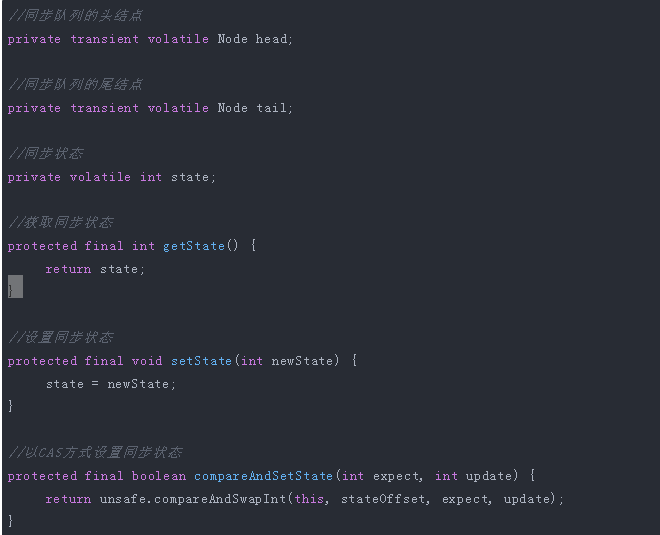 //同步队列的头结点
private transient volatile Node head;
//同步队列的尾结点
private transient volatile Node tail;
//同步状态
private volatile int state;
//获取同步状态
protected final int getState() {
return state;
}
//设置同步状态
protected final void setState(int newState) {
state = newState;
}
//以CAS方式设置同步状态
protected final boolean compareAndSetState(int expect, int update) {
return unsafe.compareAndSwapInt(this, stateOffset, expect, update);
}